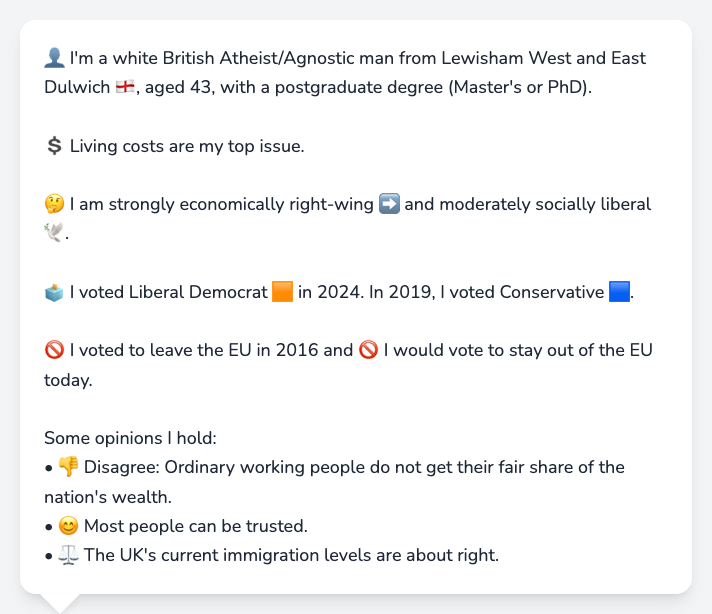 👤 I'm a white British Atheist/Agnostic man from Lewisham West and East
Dulwich 🏴󠁧󠁢󠁥󠁮󠁧󠁿, aged 43, with a postgraduate degree (Master's or PhD).
💲 Living costs are my top issue.
🤔 I am strongly economically right-wing ➡️ and moderately socially liberal
🕊️.
🗳️ I voted Liberal Democrat 🟧 in 2024. In 2019, I voted Conservative 🟦.
🚫 I voted to leave the EU in 2016 and 🚫 I would vote to stay out of the EU
today.
Some opinions I hold:
• 👎 Disagree: Ordinary working people do not get their fair share of the
nation's wealth.
• 😊 Most people can be trusted.
• ⚖️ The UK's current immigration levels are about right.